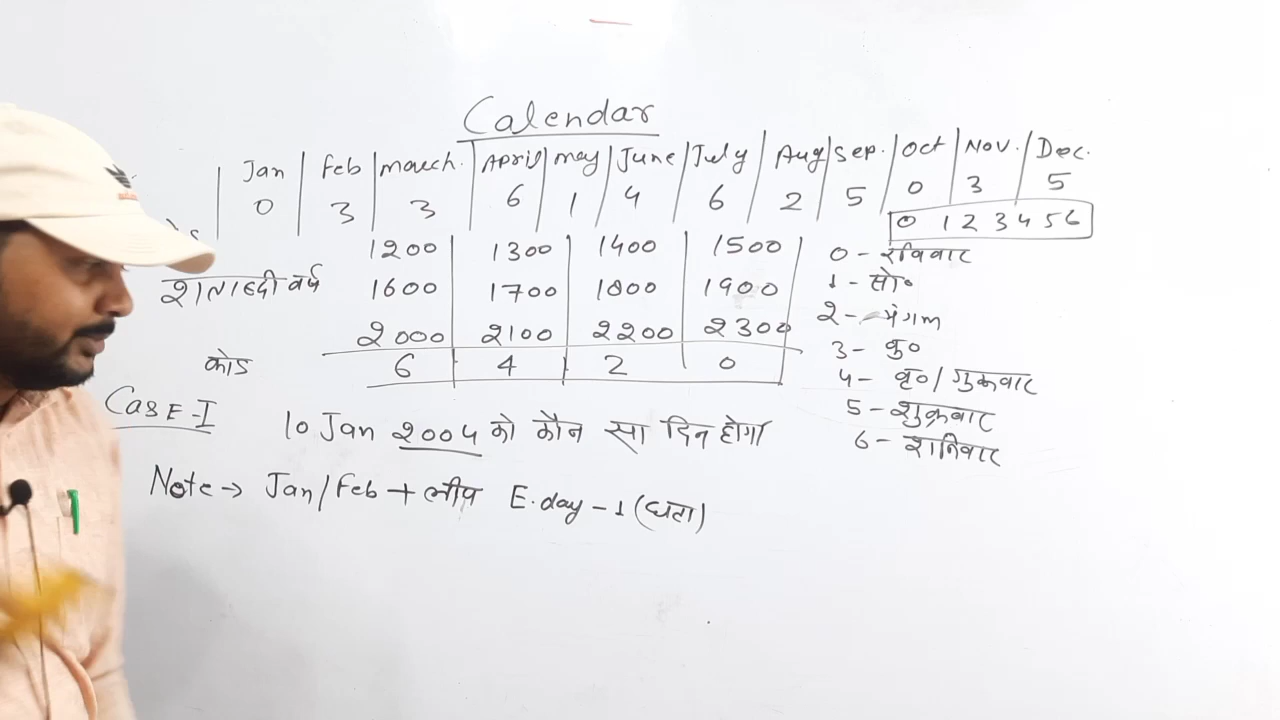 Calendar
Jan | Feb | march. | April | may | June | July | Aug | Sep. | Oct | Nov. | Dec.
0 | 3 | 3 | 6 | 1 | 4 | 6 | 2 | 5 | 0 | 3 | 5
0 1 2 3 4 5 6
1200 | 1300 | 1400 | 1500
शताब्दी वर्ष 1600 | 1700 | 1800 | 1900
2000 | 2100 | 2200 | 2300
कोड 6 | 4 | 2 | 0
0 - रविवार
1 - सो०
2 - मंगल
3 - बु०
4 - बृ०/गुरुवार
5 - शुक्रवार
6 - शनिवार
CASE-I 10 Jan 2004 को कौन सा दिन होगा
Note → Jan/Feb + लीप E.day - 1 (घटा)